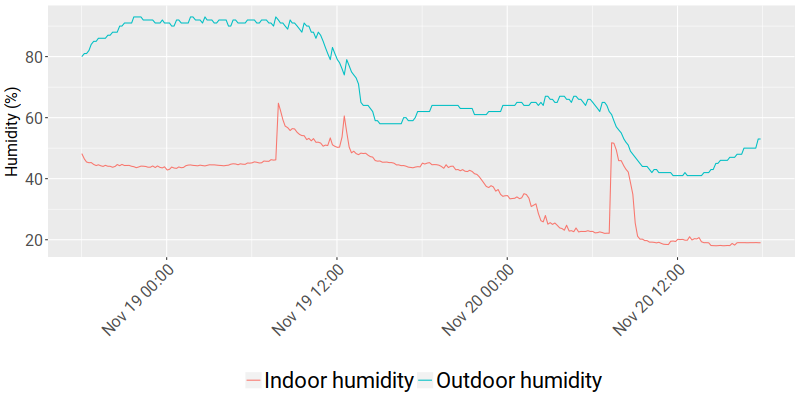 Humidity (%)
80
60
40
20
Nov 19 00:00
Nov 19 12:00
Nov 20 00:00
Nov 20 12:00
Indoor humidity Outdoor humidity